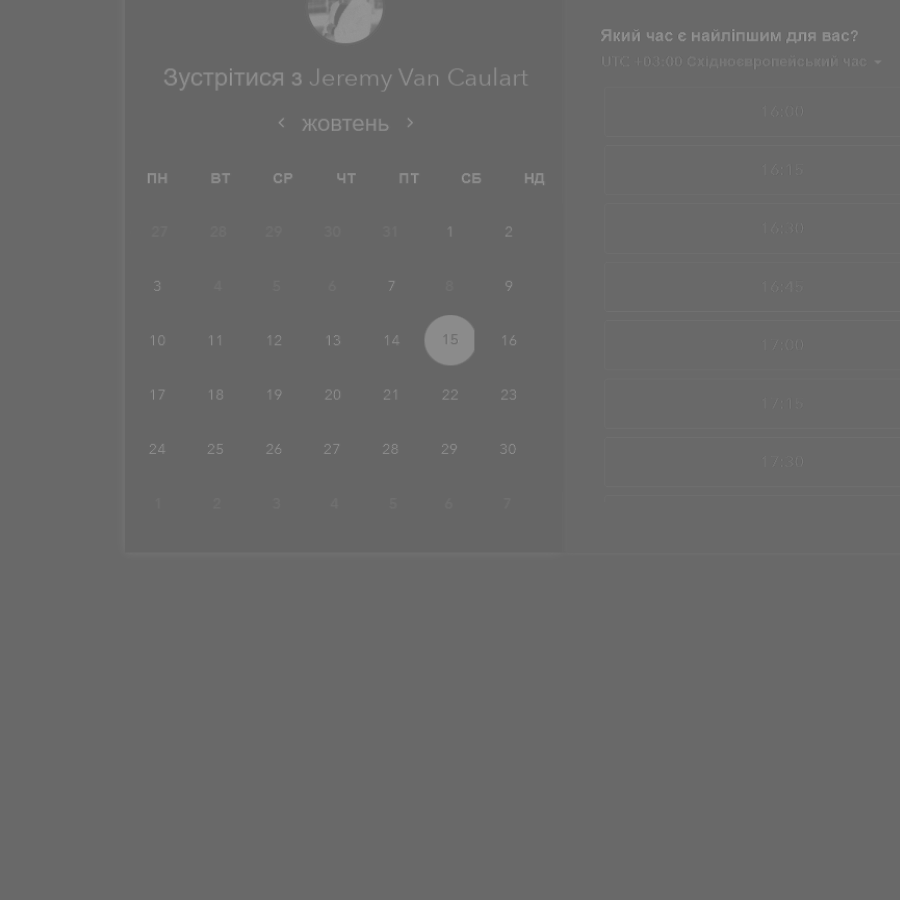 Зустрітися з Jeremy Van Caulart
жовтень
ПН ВТ СР ЧТ ПТ СБ НД
27 28 29 30 31 1 2
3 4 5 6 7 8 9
10 11 12 13 14 15 16
17 18 19 20 21 22 23
24 25 26 27 28 29 30
1 2 3 4 5 6 7
Який час є найліпшим для вас?
UTC +03:00 Східноєвропейський час
16:00
16:15
16:30
16:45
17:00
17:15
17:30